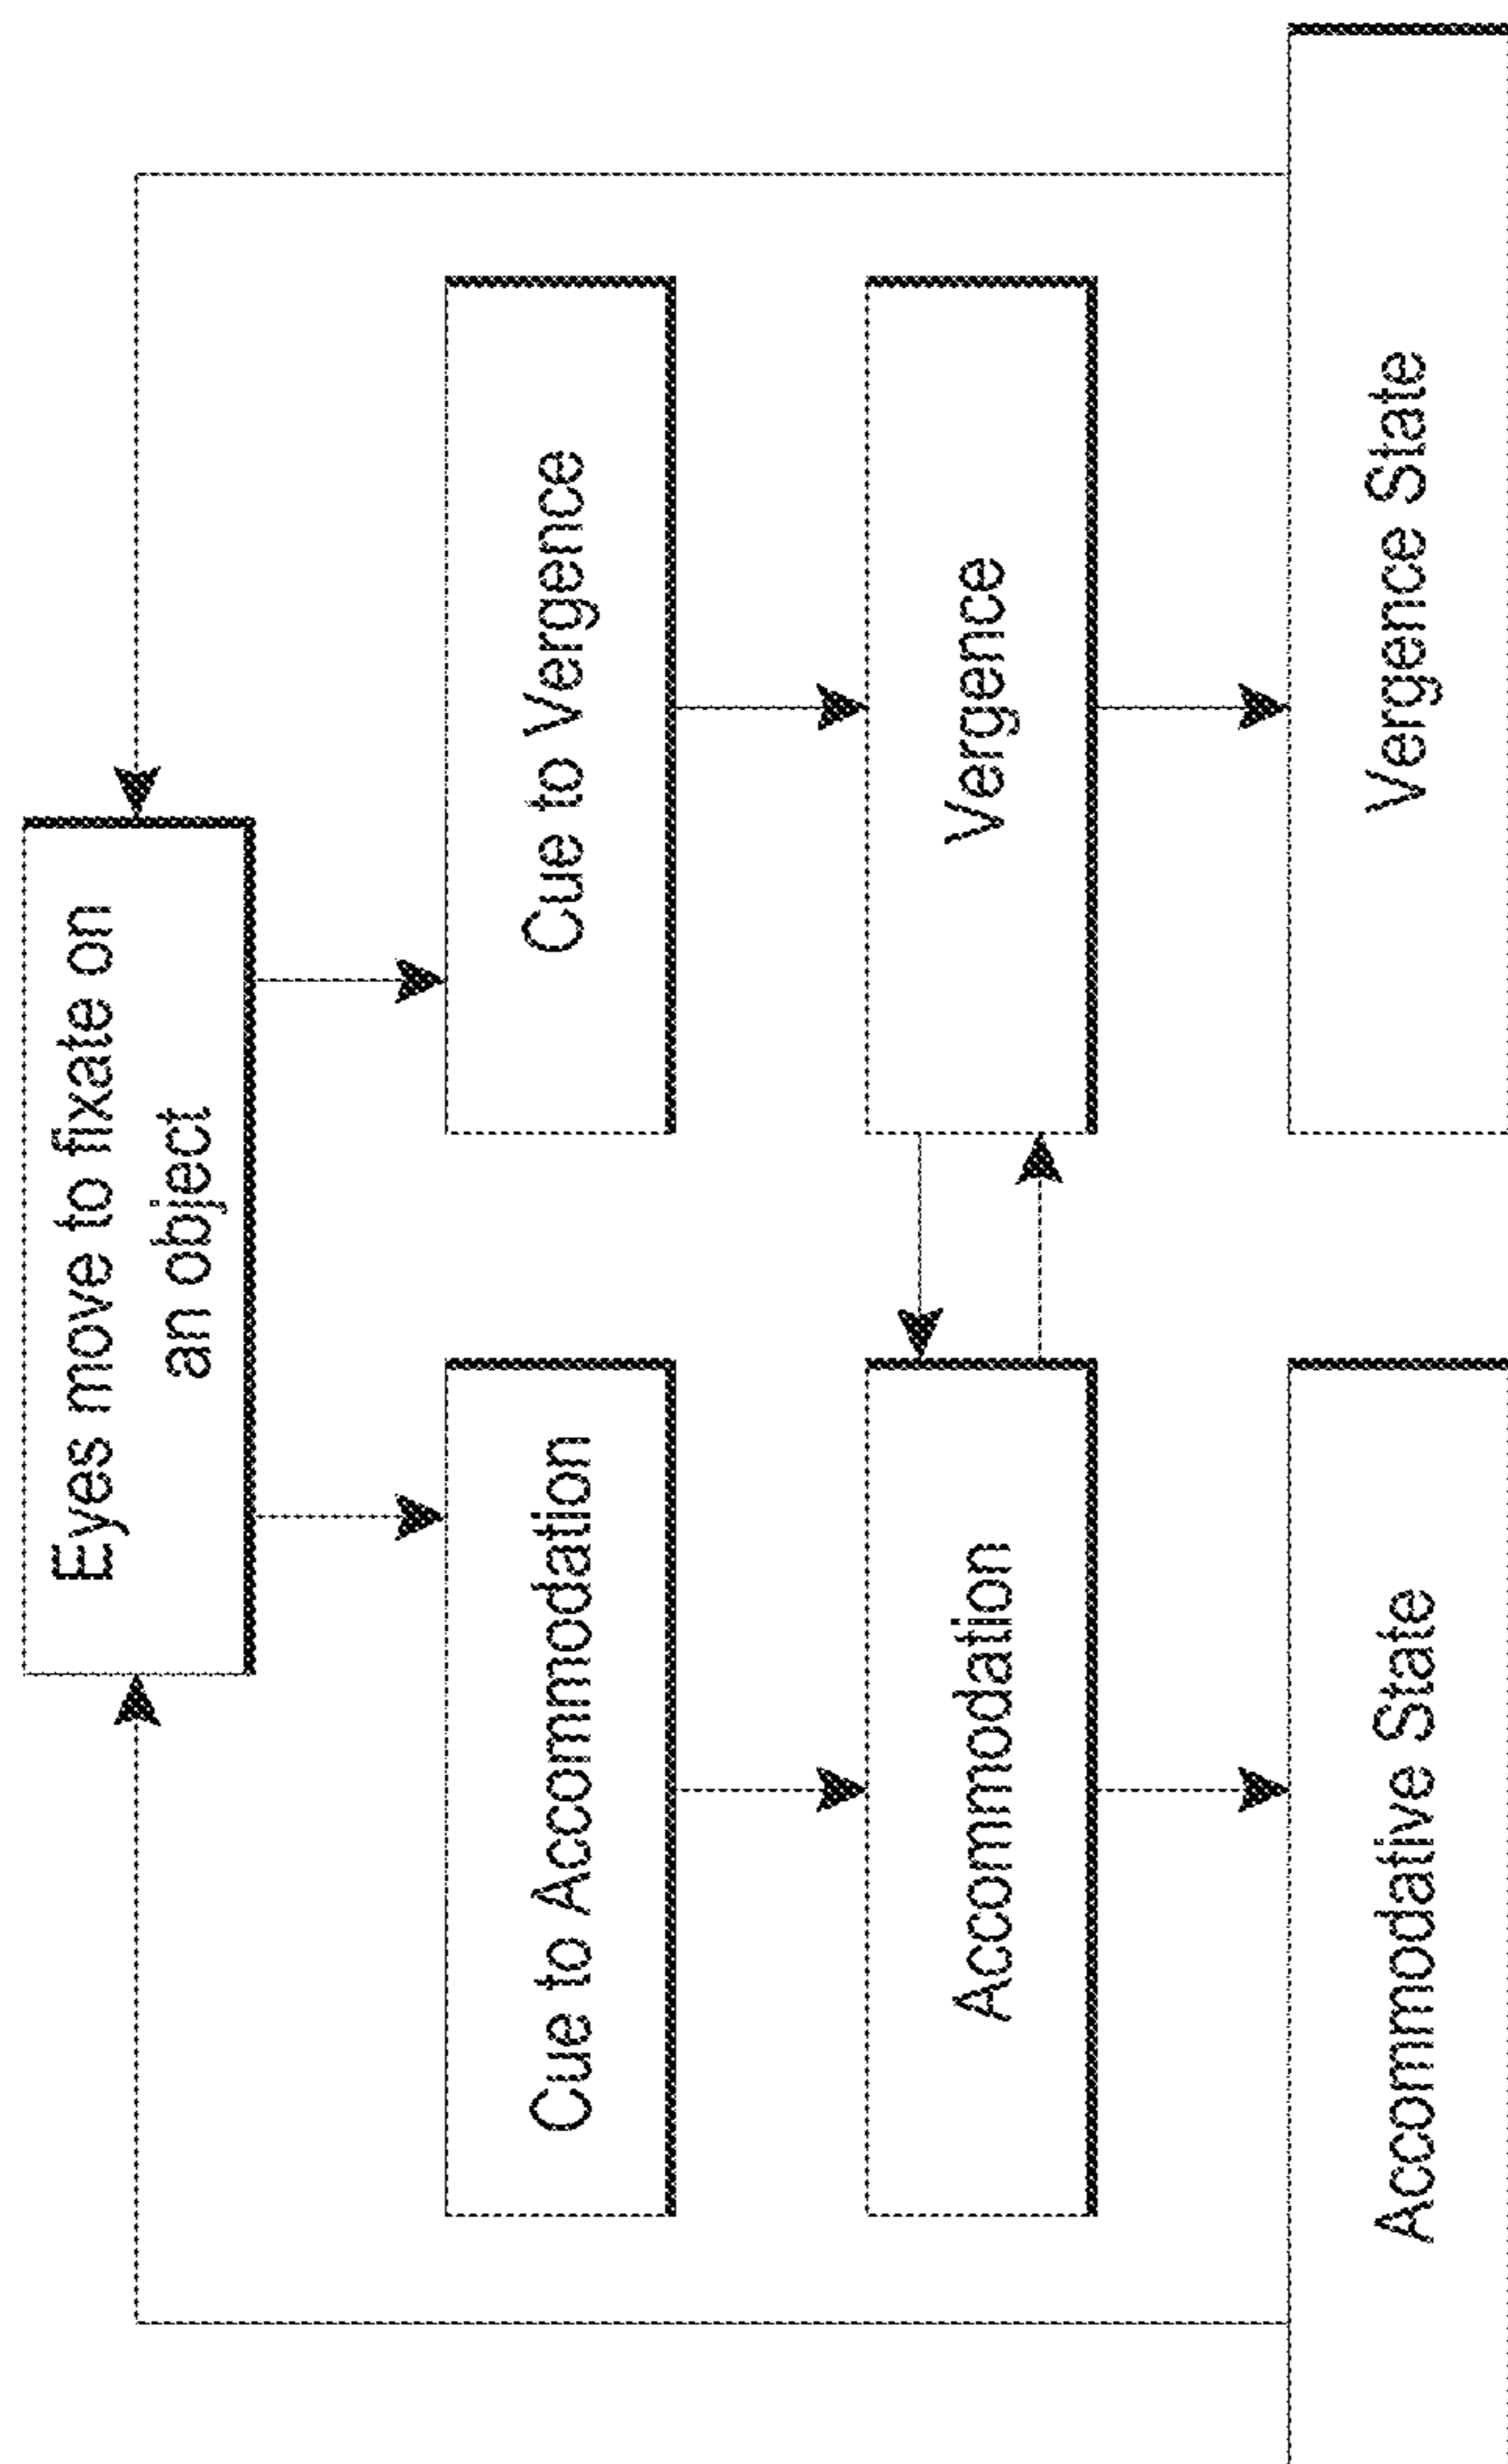 Eyes move to fixate on
an object
Cue to Accommodation
Cue to Vergence
Accommodation
Vergence
Accommodative State
Vergence State